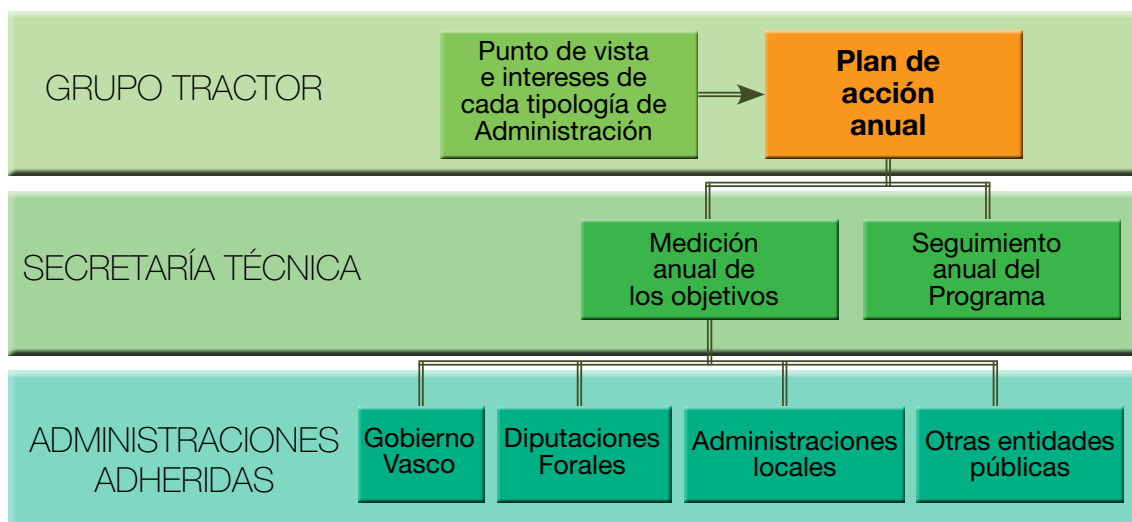 GRUPO TRACTOR
Punto de vista
e intereses de
cada tipología de
Administración
Plan de
acción
anual
SECRETARÍA TÉCNICA
Medición
anual de
los objetivos
Seguimiento
anual del
Programa
ADMINISTRACIONES
ADHERIDAS
Gobierno
Vasco
Diputaciones
Forales
Administraciones
locales
Otras entidades
públicas